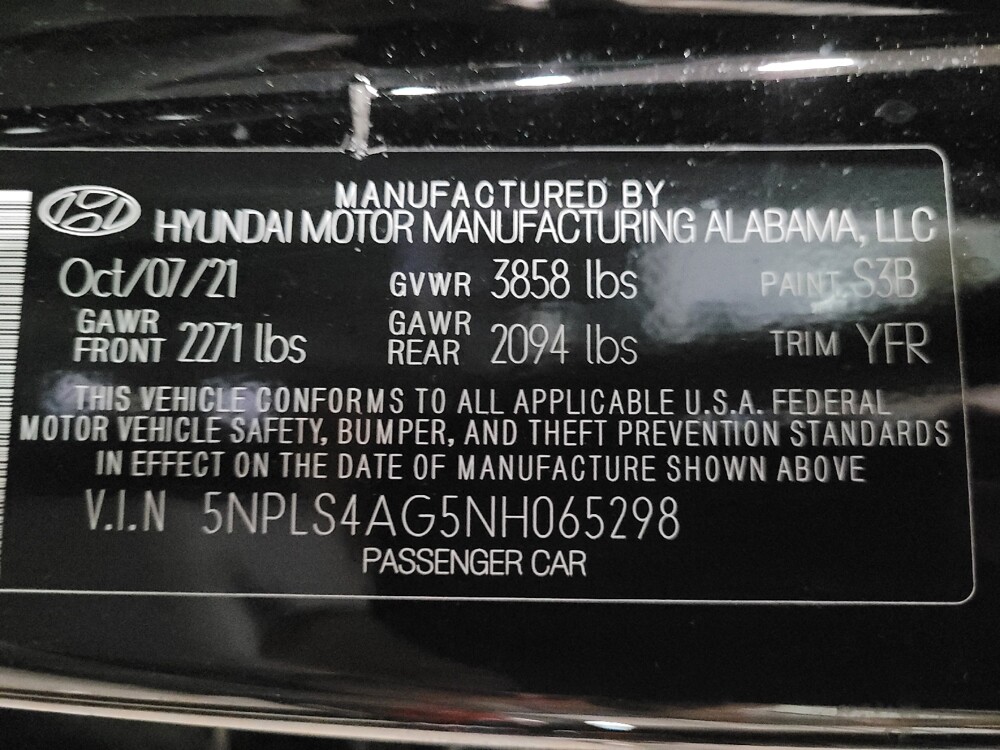 MANUFACTURED BY
HYUNDAI MOTOR MANUFACTURING ALABAMA, LLC
Oct/07/21 GVWR 3858 lbs PAINT S3B
GAWR FRONT 2271 lbs GAWR REAR 2094 lbs TRIM YFR
THIS VEHICLE CONFORMS TO ALL APPLICABLE U.S.A. FEDERAL
MOTOR VEHICLE SAFETY, BUMPER, AND THEFT PREVENTION STANDARDS
IN EFFECT ON THE DATE OF MANUFACTURE SHOWN ABOVE
V.I.N 5NPLS4AG5NH065298
PASSENGER CAR